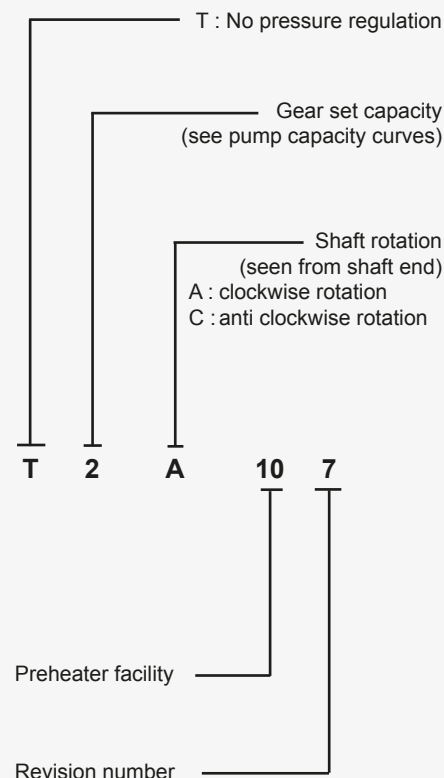 T : No pressure regulation
Gear set capacity
(see pump capacity curves)
Shaft rotation
(seen from shaft end)
A : clockwise rotation
C : anti clockwise rotation
T 2 A 10 7
Preheater facility
Revision number